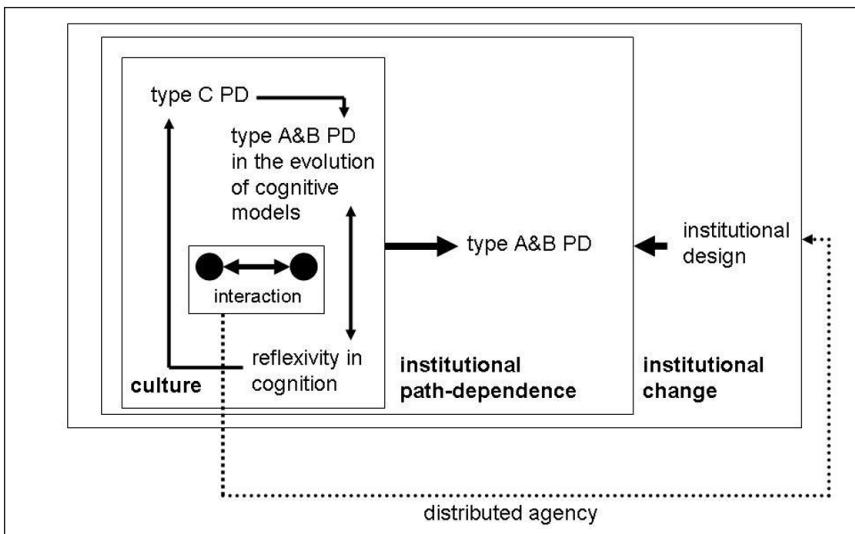 type C PD
type A&B PD
in the evolution
of cognitive
models
interaction
reflexivity in
cognition
culture
type A&B PD
institutional
path-dependence
institutional
design
institutional
change
distributed agency